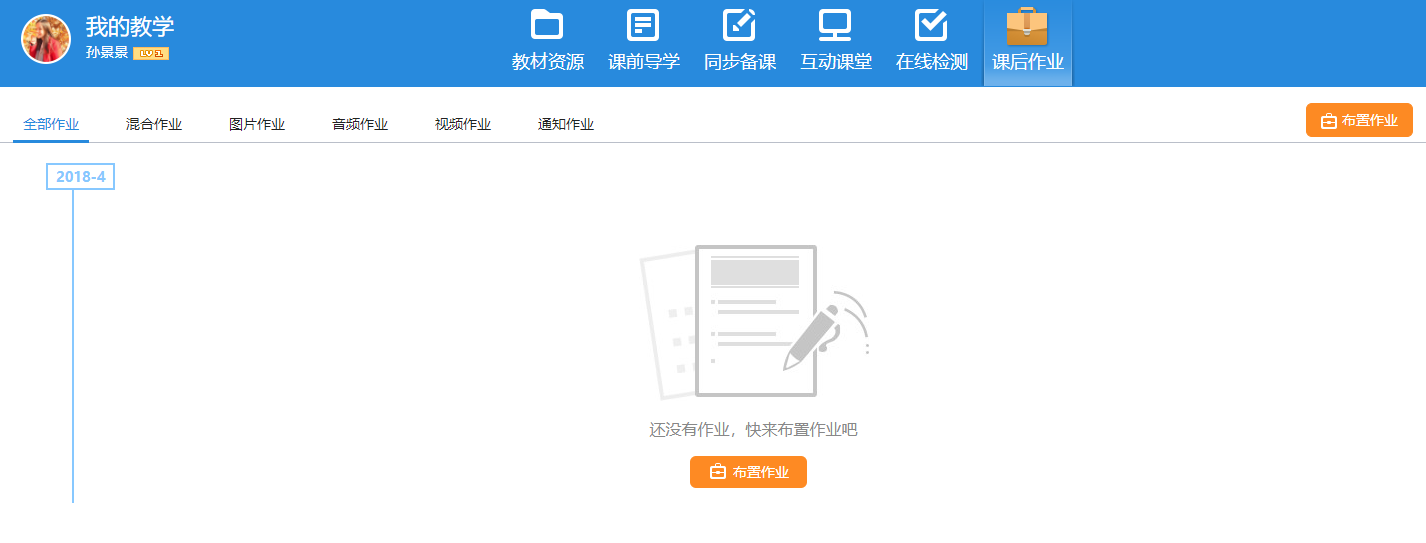 我的教学
孙景景 LV1
教材资源 课前导学 同步备课 互动课堂 在线检测 课后作业
全部作业 混合作业 图片作业 音频作业 视频作业 通知作业 布置作业
2018-4
还没有作业，快来布置作业吧
布置作业